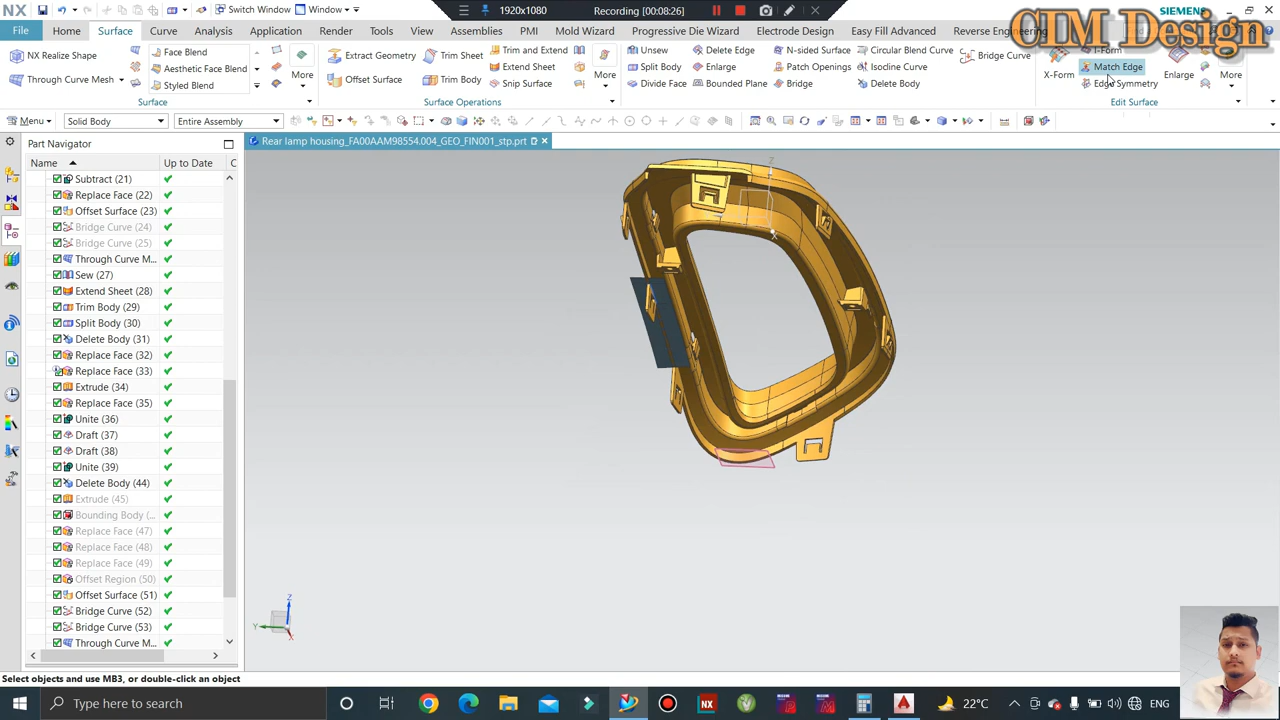 NX
Switch Window
Window
1920x1080
Recording [00:08:26]
SIEMENS
CIM Design
File
Home
Surface
Curve
Analysis
Application
Render
Tools
View
Assemblies
PMI
Mold Wizard
Progressive Die Wizard
Electrode Design
Easy Fill Advanced
Reverse Engineering
NX Realize Shape
Through Curve Mesh
Face Blend
Aesthetic Face Blend
Styled Blend
More
Surface
Extract Geometry
Offset Surface
Trim Sheet
Trim Body
Trim and Extend
Extend Sheet
Snip Surface
More
Surface Operations
Unsew
Split Body
Divide Face
Delete Edge
Enlarge
Bounded Plane
N-sided Surface
Patch Openings
Bridge
Circular Blend Curve
Isocline Curve
Delete Body
Bridge Curve
X-Form
I-Form
Match Edge
Edge Symmetry
Enlarge
More
Edit Surface
Menu
Solid Body
Entire Assembly
Part Navigator
Rear lamp housing_FA00AAM98554.004_GEO_FIN001_stp.prt
Name
Up to Date
C
Subtract (21)
Replace Face (22)
Offset Surface (23)
Bridge Curve (24)
Bridge Curve (25)
Through Curve M...
Sew (27)
Extend Sheet (28)
Trim Body (29)
Split Body (30)
Delete Body (31)
Replace Face (32)
Replace Face (33)
Extrude (34)
Replace Face (35)
Unite (36)
Draft (37)
Draft (38)
Unite (39)
Delete Body (44)
Extrude (45)
Bounding Body (...
Replace Face (47)
Replace Face (48)
Replace Face (49)
Offset Region (50)
Offset Surface (51)
Bridge Curve (52)
Bridge Curve (53)
Through Curve M...
Z
X
Z
Y
X
Select objects and use MB3, or double-click an object
Type here to search
NX
22°C
ENG